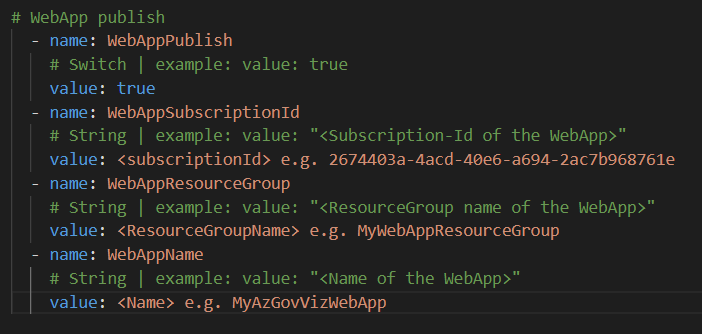 # WebApp publish
- name: WebAppPublish
# Switch | example: value: true
value: true
- name: WebAppSubscriptionId
# String | example: value: "<Subscription-Id of the WebApp>"
value: <subscriptionId> e.g. 2674403a-4acd-40e6-a694-2ac7b968761e
- name: WebAppResourceGroup
# String | example: value: "<ResourceGroup name of the WebApp>"
value: <ResourceGroupName> e.g. MyWebAppResourceGroup
- name: WebAppName
# String | example: value: "<Name of the WebApp>"
value: <Name> e.g. MyAzGovVizWebApp